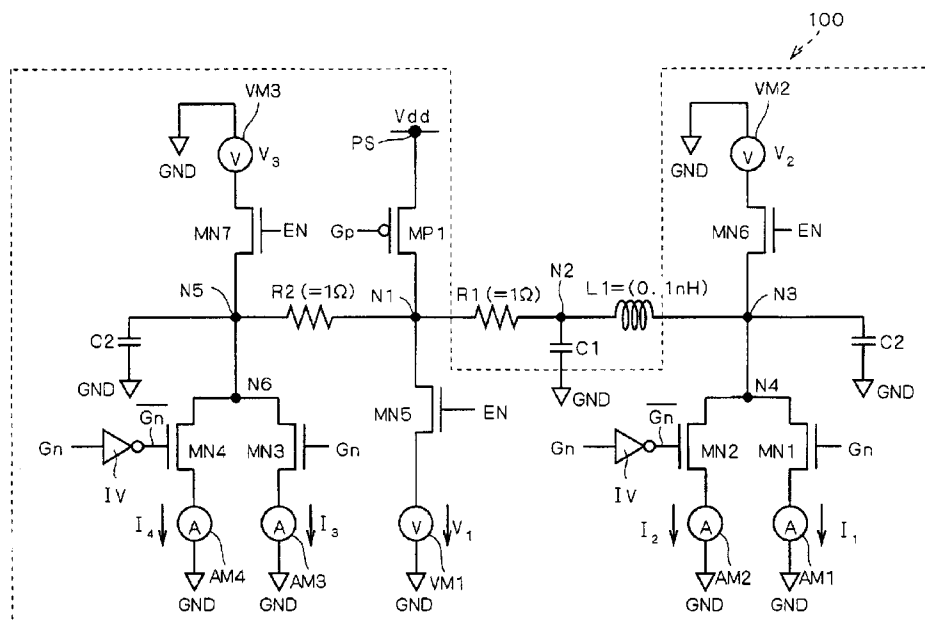 100
VM3
VM2
Vdd
PS
V
V3
GND
V
V2
GND
MN7
EN
Gp
MP1
MN6
EN
N5
R2 (=1Ω)
N1
R1 (=1Ω)
N2
L1=(0.1nH)
N3
C2
GND
C1
GND
C2
GND
N6
MN5
EN
N4
Gn
Gn
IV
MN4
MN3
Gn
Gn
Gn
IV
MN2
MN1
Gn
I4
A
I3
A
V
V1
I2
A
A
I1
AM4
AM3
VM1
AM2
AM1
GND
GND
GND
GND
GND